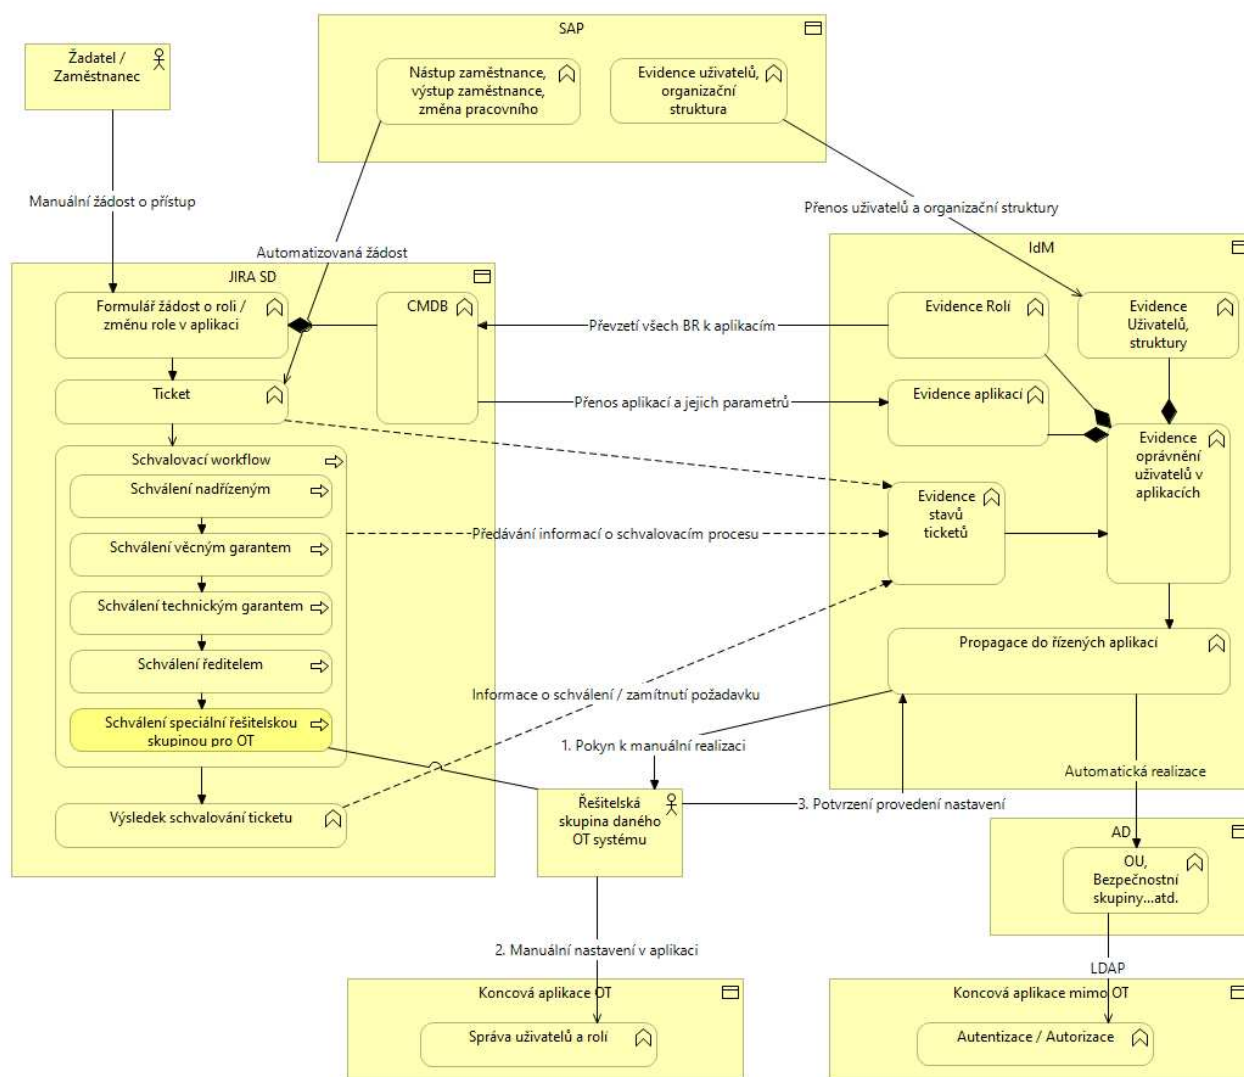 SAP
Žadatel /
Zaměstnanec
Nástup zaměstnance,
výstup zaměstnance,
změna pracovního
Evidence uživatelů,
organizační
struktura
Manuální žádost o přístup
Přenos uživatelů a organizační struktury
Automatizovaná žádost
JIRA SD
Formulář žádost o roli /
změnu role v aplikaci
CMDB
Ticket
Schvalovací workflow
Schválení nadřízeným
Schválení věcným garantem
Schválení technickým garantem
Schválení ředitelem
Schválení speciální řešitelskou
skupinou pro OT
Výsledek schvalování ticketu
Převzetí všech BR k aplikacím
Přenos aplikací a jejich parametrů
Předávání informací o schvalovacím procesu
Informace o schválení / zamítnutí požadavku
IdM
Evidence Rolí
Evidence
Uživatelů,
struktury
Evidence aplikací
Evidence
oprávnění
uživatelů v
aplikacích
Evidence
stavů
ticketů
Propagace do řízených aplikací
1. Pokyn k manuální realizaci
Automatická realizace
Řešitelská
skupina daného
OT systému
3. Potvrzení provedení nastavení
AD
OU,
Bezpečnostní
skupiny...atd.
2. Manuální nastavení v aplikaci
LDAP
Koncová aplikace OT
Správa uživatelů a rolí
Koncová aplikace mimo OT
Autentizace / Autorizace